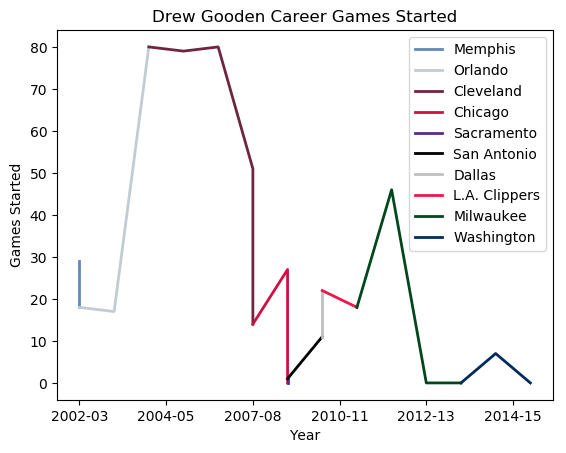 Drew Gooden Career Games Started
Games Started
80
70
60
50
40
30
20
10
0
Memphis
Orlando
Cleveland
Chicago
Sacramento
San Antonio
Dallas
L.A. Clippers
Milwaukee
Washington
2002-03
2004-05
2007-08
2010-11
2012-13
2014-15
Year